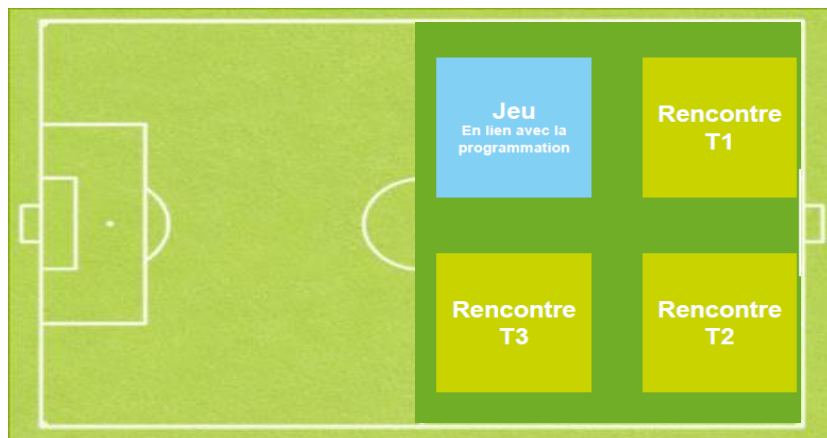 Jeu
En lien avec la
programmation
Rencontre
T1
Rencontre
T3
Rencontre
T2